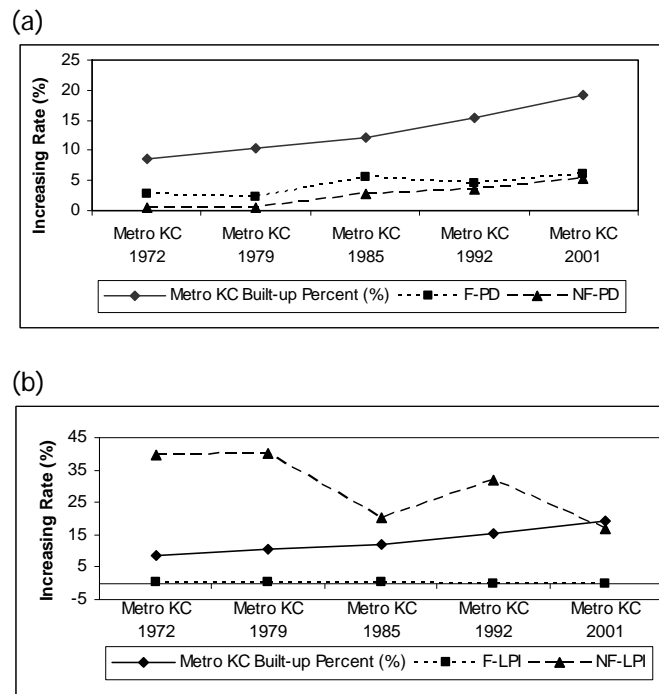 (a)
Increasing Rate (%)
25
20
15
10
5
0
Metro KC 1972
Metro KC 1979
Metro KC 1985
Metro KC 1992
Metro KC 2001
Metro KC Built-up Percent (%) F-PD NF-PD
(b)
Increasing Rate (%)
45
35
25
15
5
-5
Metro KC 1972
Metro KC 1979
Metro KC 1985
Metro KC 1992
Metro KC 2001
Metro KC Built-up Percent (%) F-LPI NF-LPI